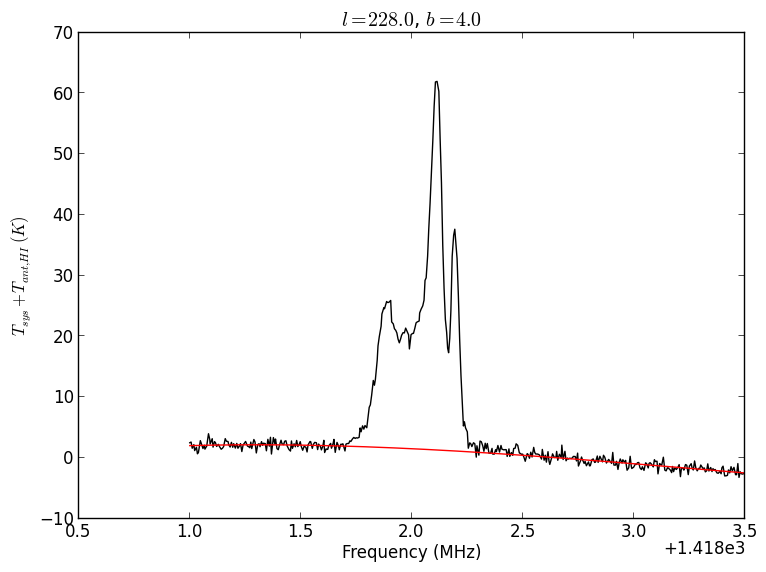 l = 228.0, b = 4.0
70
60
50
40
30
20
10
0
−10
T_sys + T_ant,HI (K)
0.5 1.0 1.5 2.0 2.5 3.0 3.5
Frequency (MHz)
+1.418e3